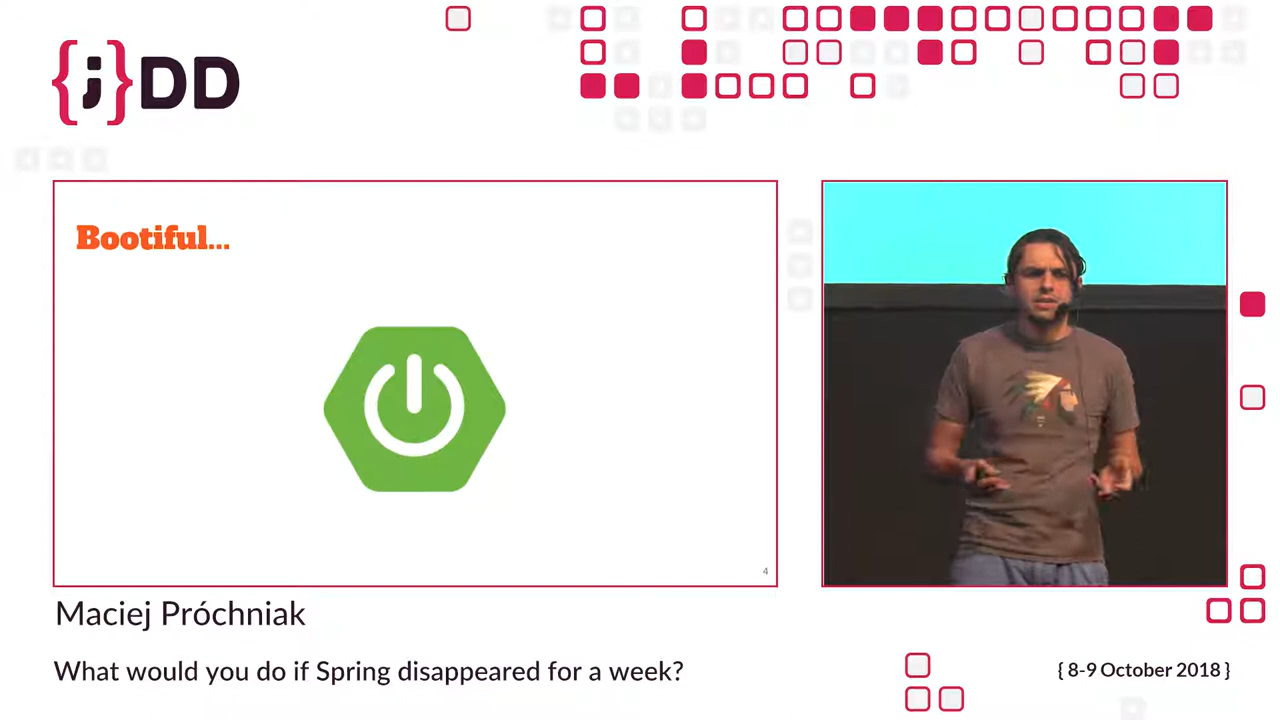 {j}DD
Bootiful...
4
Maciej Próchniak
What would you do if Spring disappeared for a week?
{ 8-9 October 2018 }